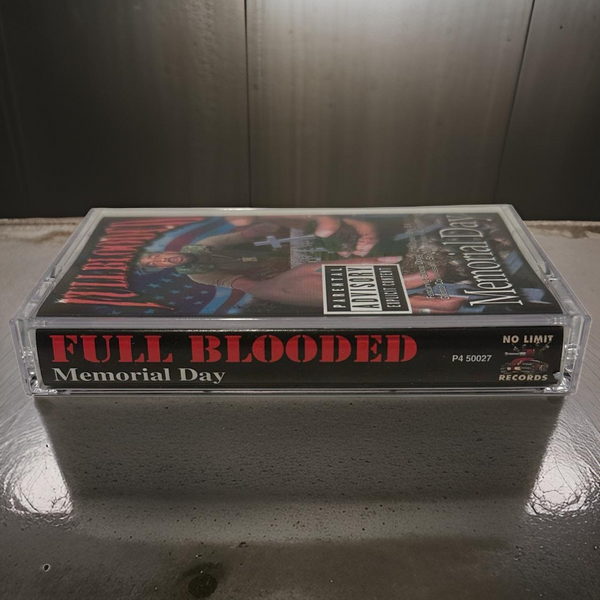 FULL BLOODED
PARENTAL
ADVISORY
EXPLICIT CONTENT
Memorial Day
FULL BLOODED
Memorial Day
P4 50027
NO LIMIT
RECORDS